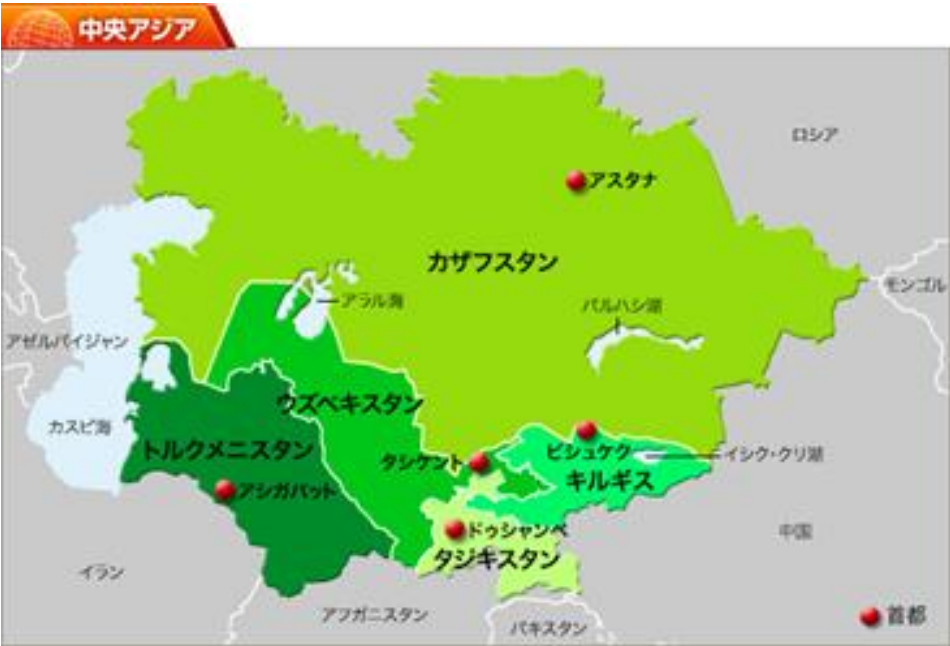 中央アジア
ロシア
アスタナ
カザフスタン
モンゴル
アラル海
バルハシ湖
アゼルバイジャン
ウズベキスタン
カスピ海
トルクメニスタン
タシケント
ビシュケク
イシク・クリ湖
キルギス
アシガバット
ドゥシャンベ
中国
タジキスタン
イラン
アフガニスタン
パキスタン
首都